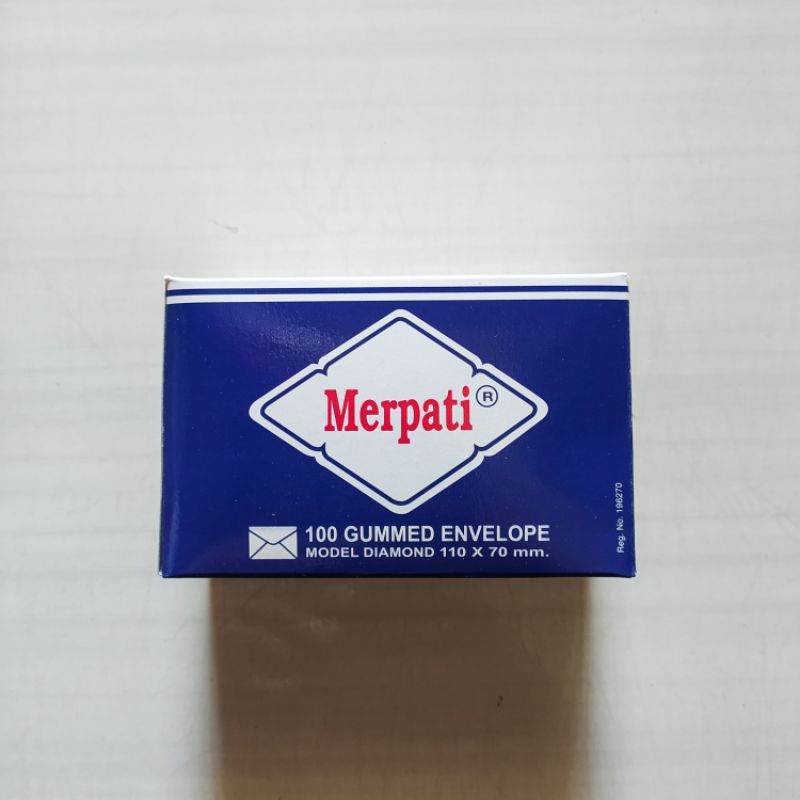 Merpati®
100 GUMMED ENVELOPE
MODEL DIAMOND 110 X 70 mm.
Reg. No. 196270